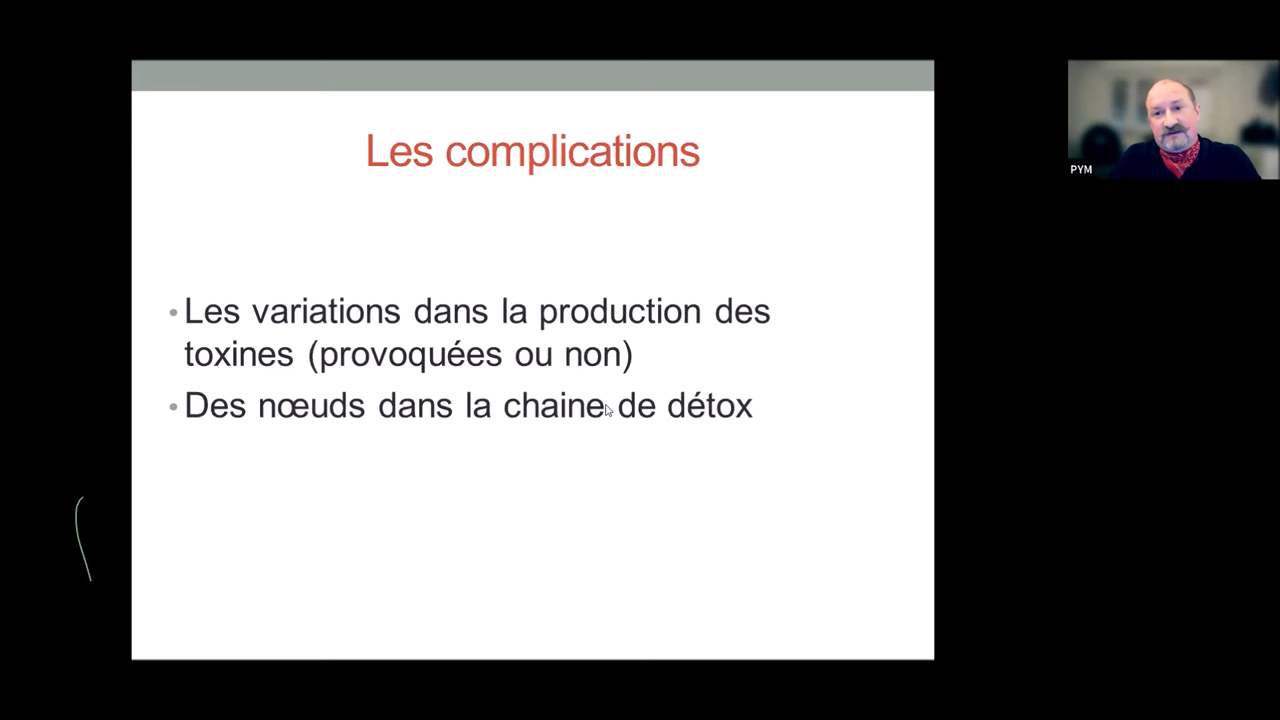 Les complications
• Les variations dans la production des
toxines (provoquées ou non)
• Des nœuds dans la chaine de détox
PYM